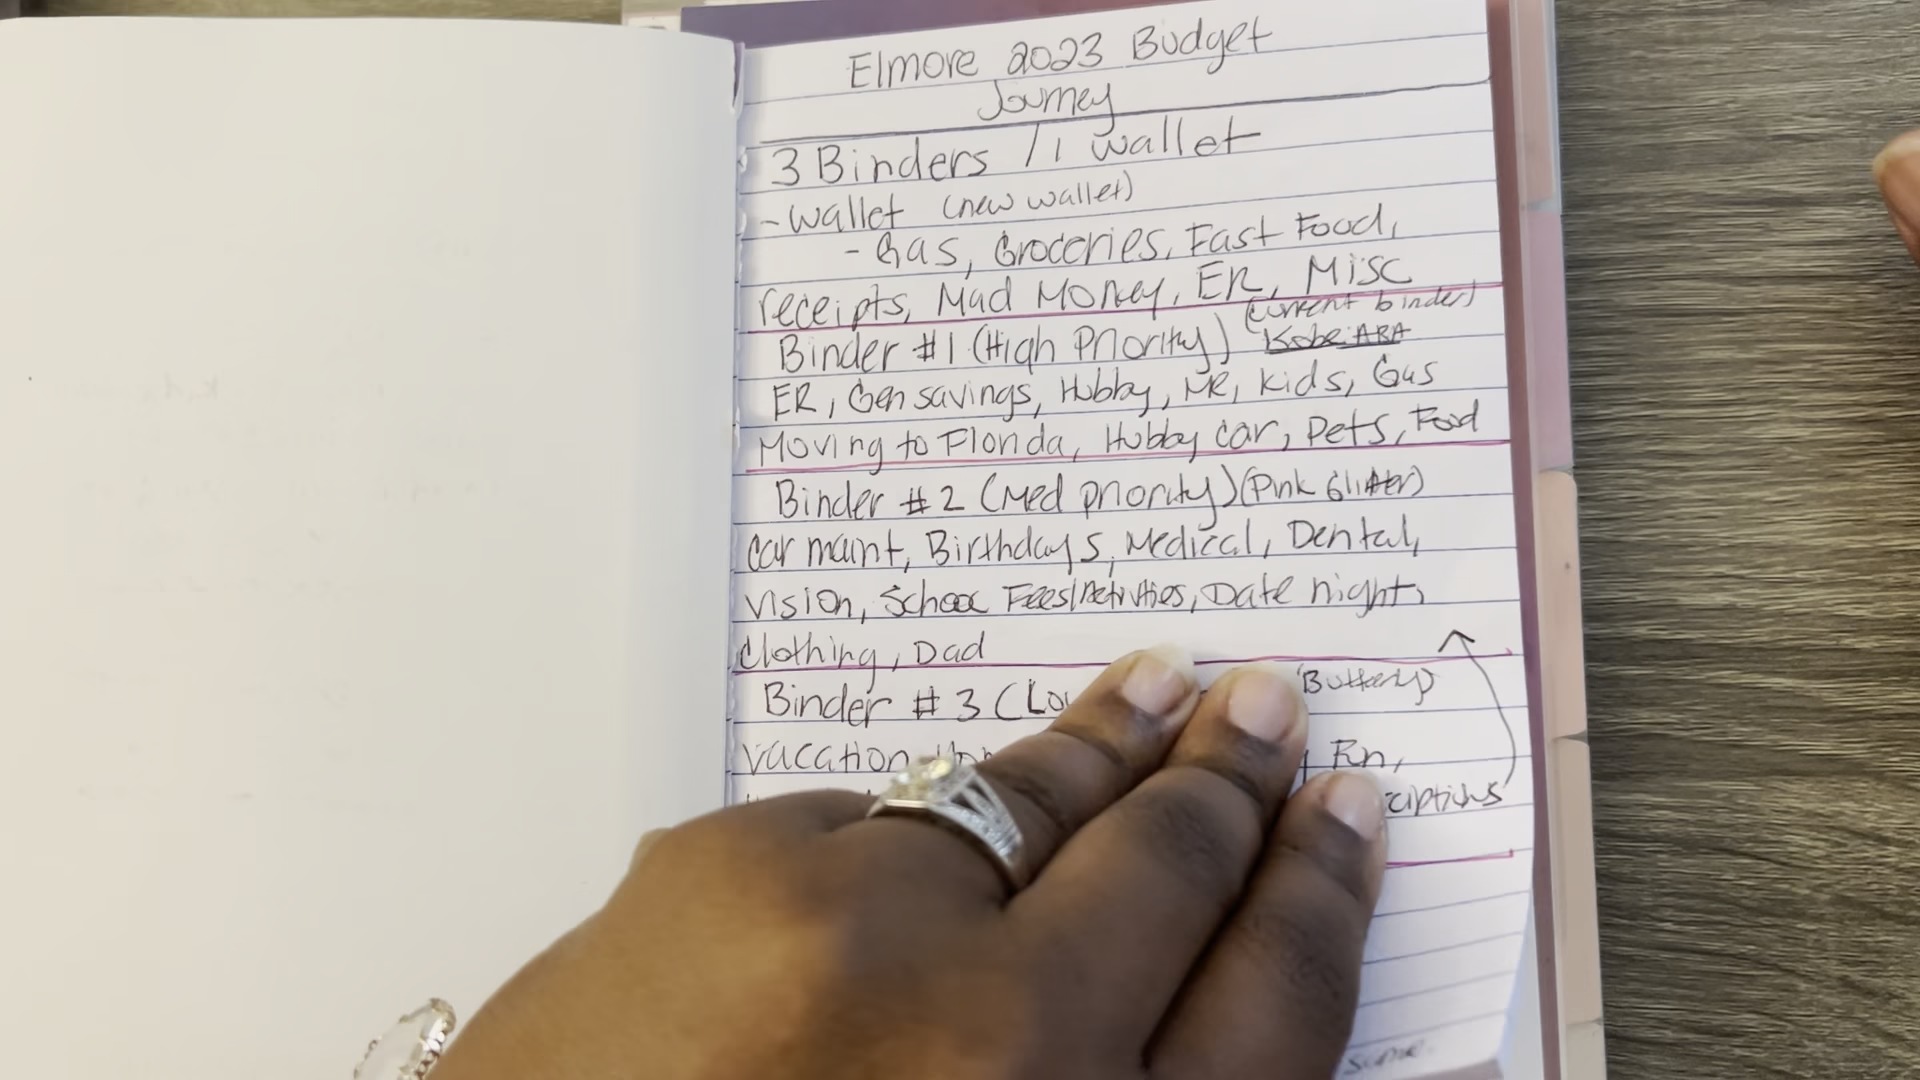 Elmore 2023 Budget
Journey
3 Binders / 1 wallet
- wallet (new wallet)
- Gas, Groceries, Fast Food,
receipts, Mad Money, ER, Misc
(current binder)
Binder #1 (High Priority) Kobe ABA
ER, Gen savings, Hubby, MR, Kids, Gas
Moving to Florida, Hubby car, Pets, Food
Binder #2 (Med priority) (Pink Glitter)
car maint, Birthdays, Medical, Dental,
vision, School Fees/Activities, Date night,
Clothing, Dad
Binder #3 (Butterfly)
vacation